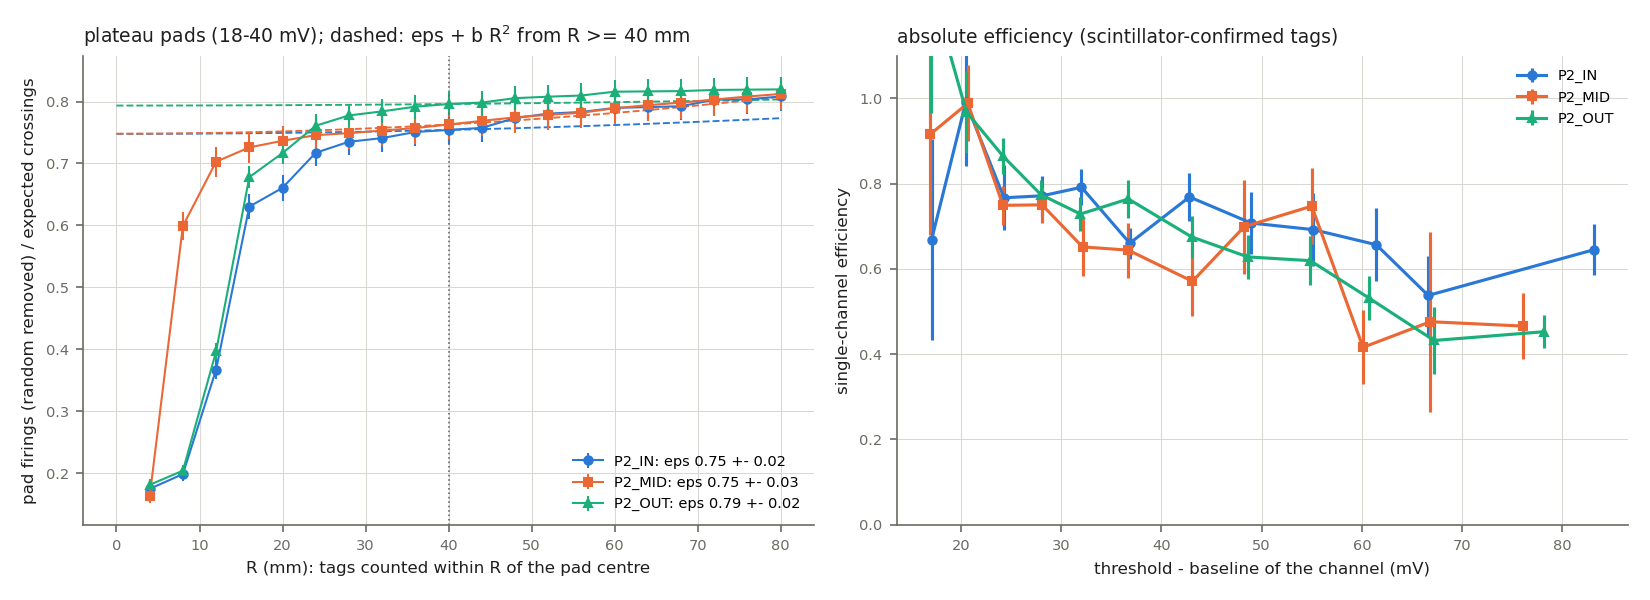 plateau pads (18-40 mV); dashed: eps + b R² from R >= 40 mm
pad firings (random removed) / expected crossings
0.8
0.7
0.6
0.5
0.4
0.3
0.2
P2_IN: eps 0.75 +- 0.02
P2_MID: eps 0.75 +- 0.03
P2_OUT: eps 0.79 +- 0.02
0 10 20 30 40 50 60 70 80
R (mm): tags counted within R of the pad centre
absolute efficiency (scintillator-confirmed tags)
single-channel efficiency
1.0
0.8
0.6
0.4
0.2
0.0
P2_IN
P2_MID
P2_OUT
20 30 40 50 60 70 80
threshold - baseline of the channel (mV)